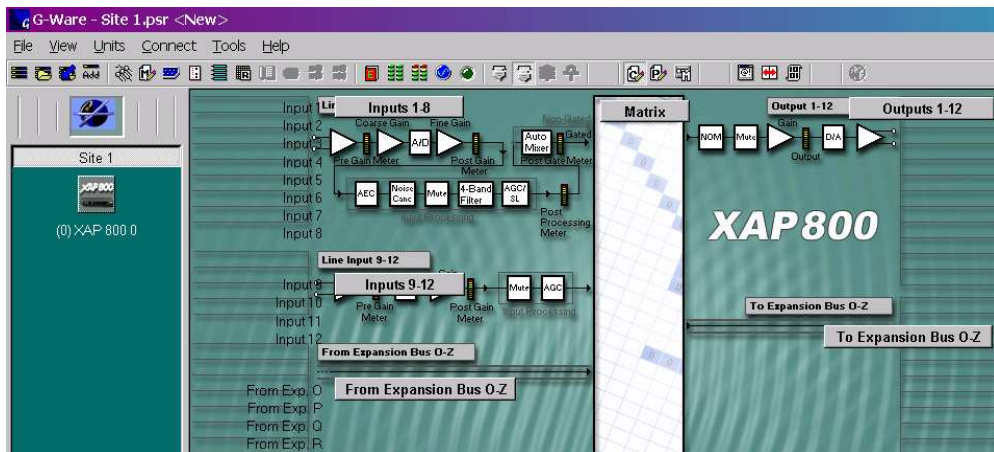 G-Ware - Site 1.psr <New>
File View Units Connect Tools Help
Add
Site 1
XAP800
(0) XAP 800 0
Input 1
Input 2
Input 3
Input 4
Input 5
Input 6
Input 7
Input 8
Inputs 1-8
Coarse Gain
Fine Gain
A/D
Pre Gain Meter
Post Gain
Meter
Non-Gated
Gated
Auto
Mixer
Post Gate Meter
AEC
Noise
Canc
Mute
4-Band
Filter
AGC/
SL
Input Processing
Post
Processing
Meter
Line Input 9-12
Inputs 9-12
Input 9
Input 10
Input 11
Input 12
Pre Gain
Meter
Post Gain
Meter
Mute
AGC
Input Processing
From Expansion Bus O-Z
From Expansion Bus O-Z
From Exp. O
From Exp. P
From Exp. Q
From Exp. R
Matrix
Output 1-12
Outputs 1-12
NOM
Mute
Gain
Output
D/A
XAP800
To Expansion Bus O-Z
To Expansion Bus O-Z